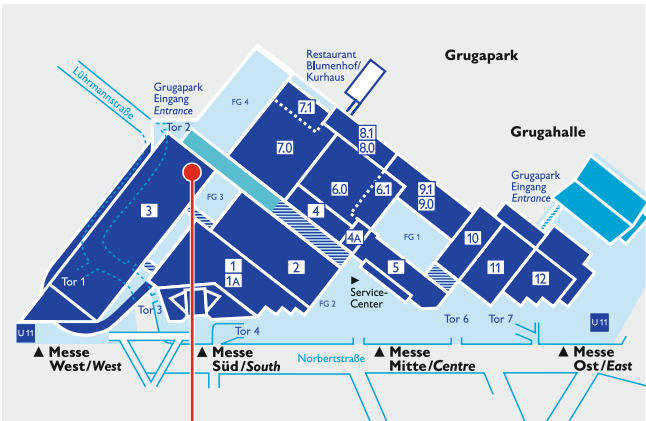 Grugapark
Restaurant
Blumenhof/
Kurhaus
Lührmannstraße
Grugapark
Eingang
Entrance
Tor 2
FG 4
7.1
7.0
8.1
8.0
Grugahalle
Grugapark
Eingang
Entrance
6.0
6.1
9.1
9.0
3
FG 3
4
4A
FG 1
10
11
12
1
1A
2
5
FG 2
Service-
Center
Tor 1
Tor 3
Tor 4
Tor 6
Tor 7
U 11
U 11
Messe
West/West
Messe
Süd/South
Norbertstraße
Messe
Mitte/Centre
Messe
Ost/East